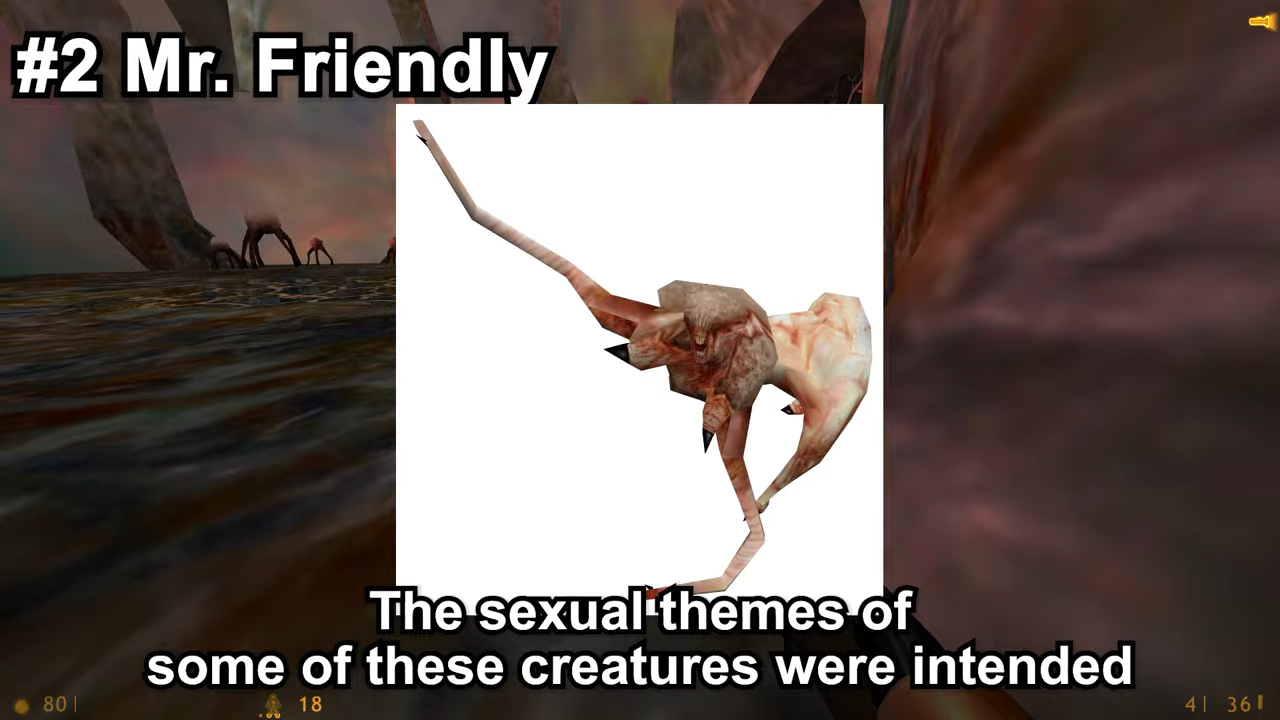 #2 Mr. Friendly
The sexual themes of
some of these creatures were intended
80| 18 4| 36